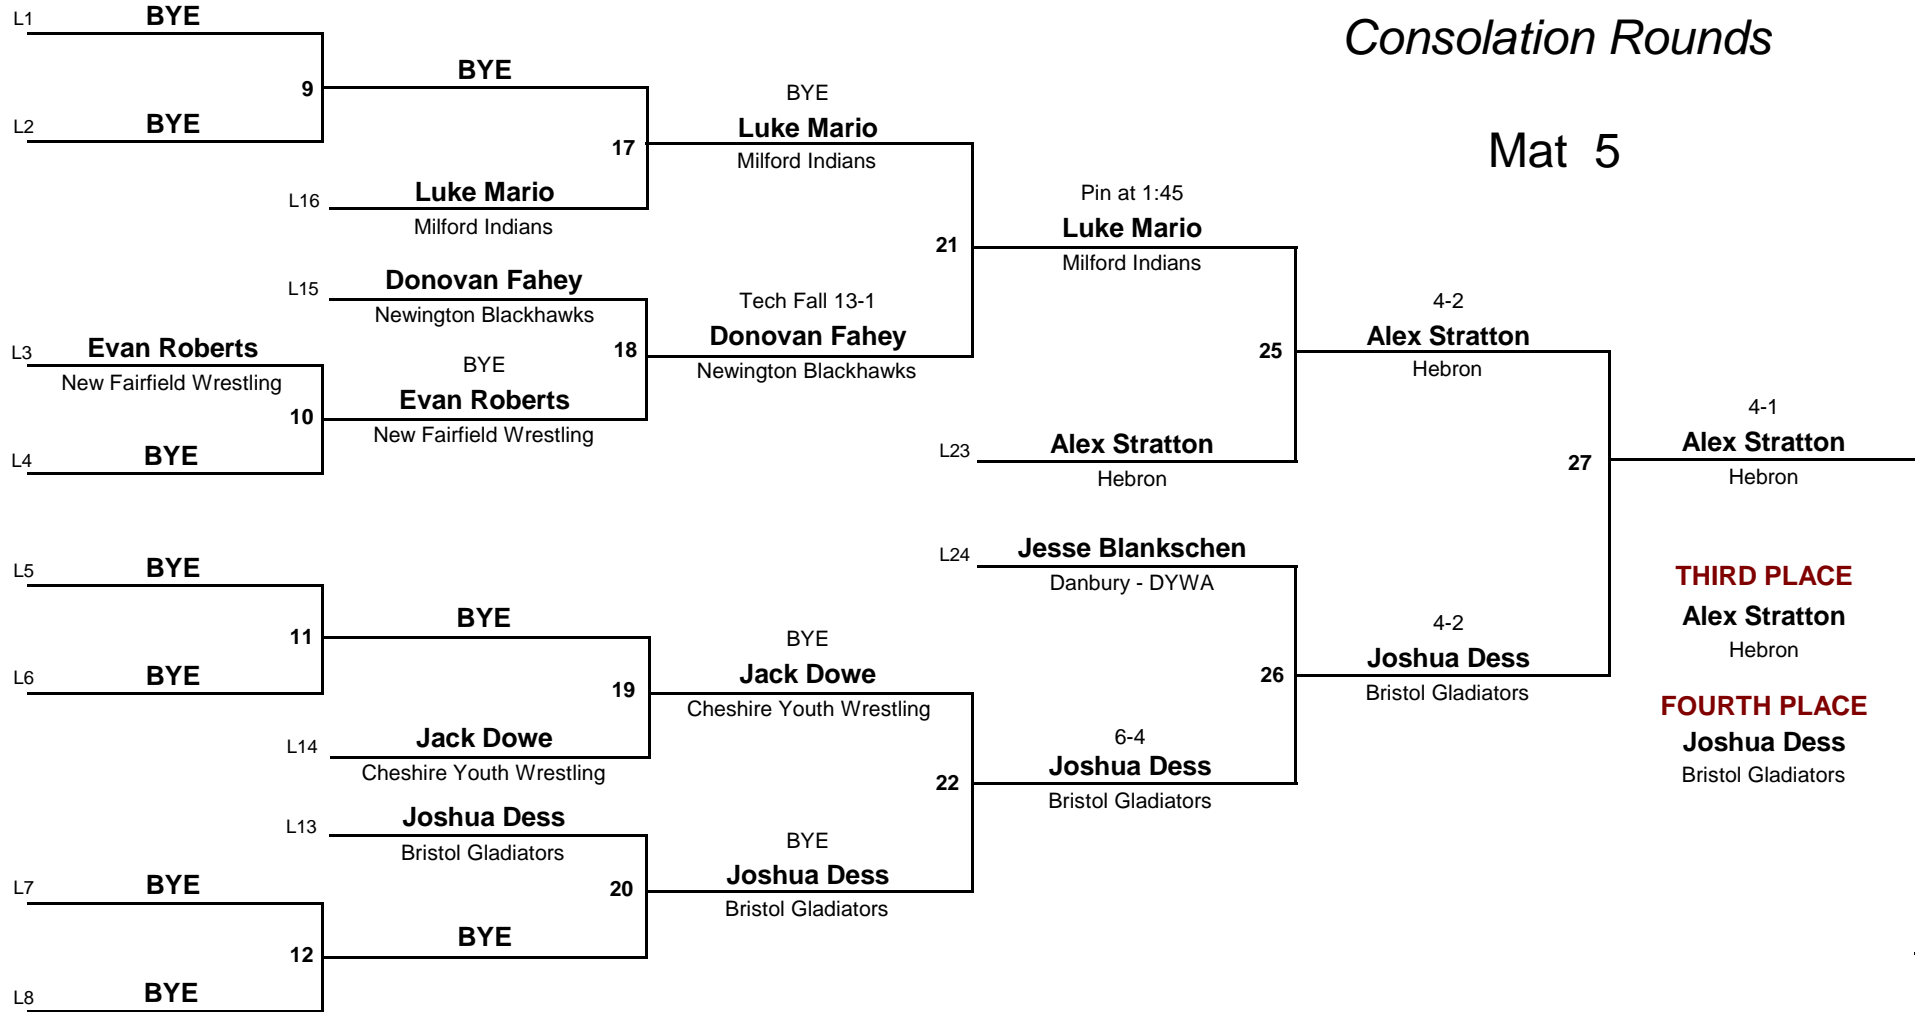 Consolation Rounds
Mat 5
L1 BYE
9
L2 BYE
BYE
17
L16 Luke Mario
Milford Indians
BYE
Luke Mario
Milford Indians
L15 Donovan Fahey
Newington Blackhawks
L3 Evan Roberts
New Fairfield Wrestling
10
L4 BYE
BYE
Evan Roberts
New Fairfield Wrestling
18
Tech Fall 13-1
Donovan Fahey
Newington Blackhawks
21
Pin at 1:45
Luke Mario
Milford Indians
25
L23 Alex Stratton
Hebron
4-2
Alex Stratton
Hebron
L5 BYE
11
L6 BYE
BYE
19
L14 Jack Dowe
Cheshire Youth Wrestling
BYE
Jack Dowe
Cheshire Youth Wrestling
L13 Joshua Dess
Bristol Gladiators
L7 BYE
12
L8 BYE
BYE
20
BYE
Joshua Dess
Bristol Gladiators
22
6-4
Joshua Dess
Bristol Gladiators
L24 Jesse Blankschen
Danbury - DYWA
26
4-2
Joshua Dess
Bristol Gladiators
27
4-1
Alex Stratton
Hebron
THIRD PLACE
Alex Stratton
Hebron
FOURTH PLACE
Joshua Dess
Bristol Gladiators